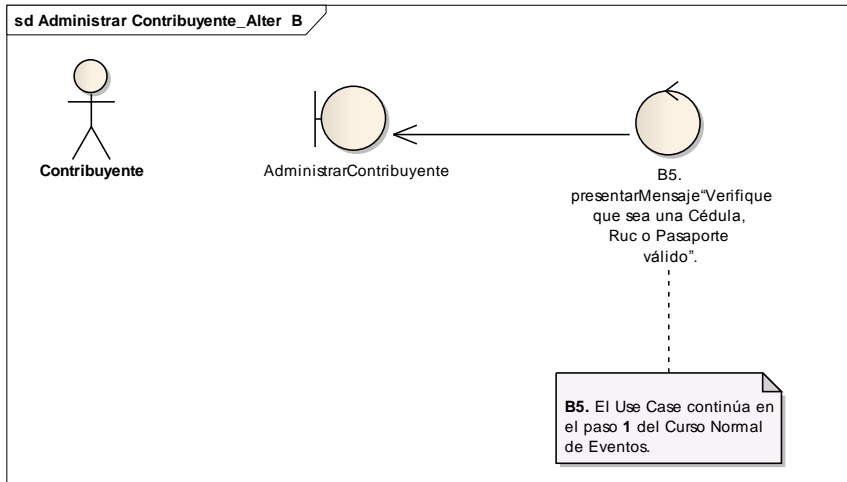 sd Administrar Contribuyente_Alter B
Contribuyente
AdministrarContribuyente
B5.
presentarMensaje“Verifique
que sea una Cédula,
Ruc o Pasaporte
válido”.
B5. El Use Case continúa en
el paso 1 del Curso Normal
de Eventos.